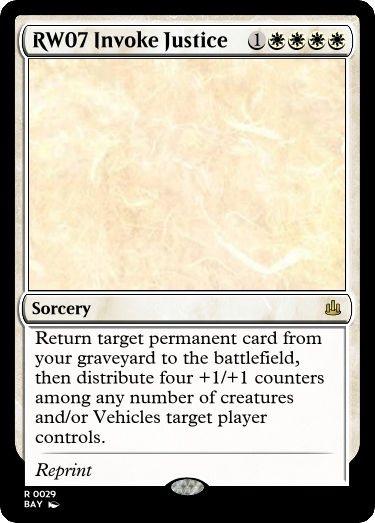 RW07 Invoke Justice 1
Sorcery
Return target permanent card from
your graveyard to the battlefield,
then distribute four +1/+1 counters
among any number of creatures
and/or Vehicles target player
controls.
Reprint
R 0029
BAY